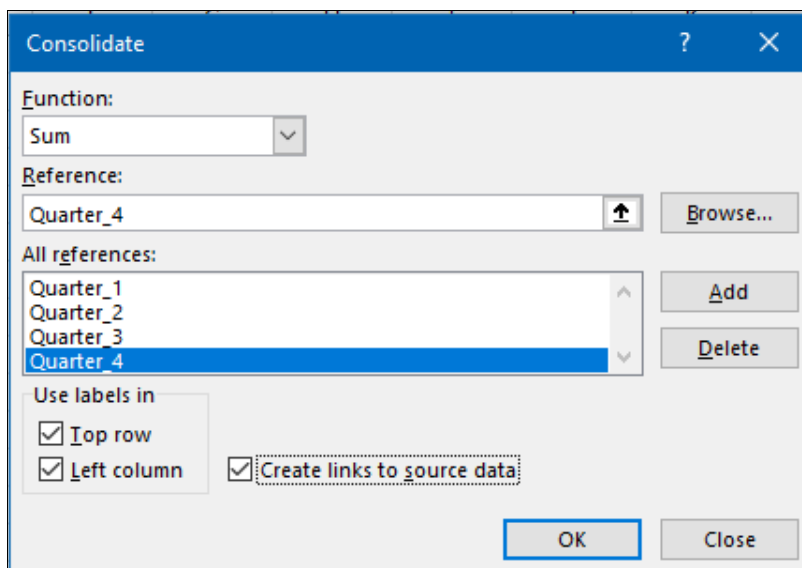 Consolidate
?
Function:
Sum
Reference:
Quarter_4
Browse...
All references:
Quarter_1
Quarter_2
Quarter_3
Quarter_4
Add
Delete
Use labels in
Top row
Left column
Create links to source data
OK
Close